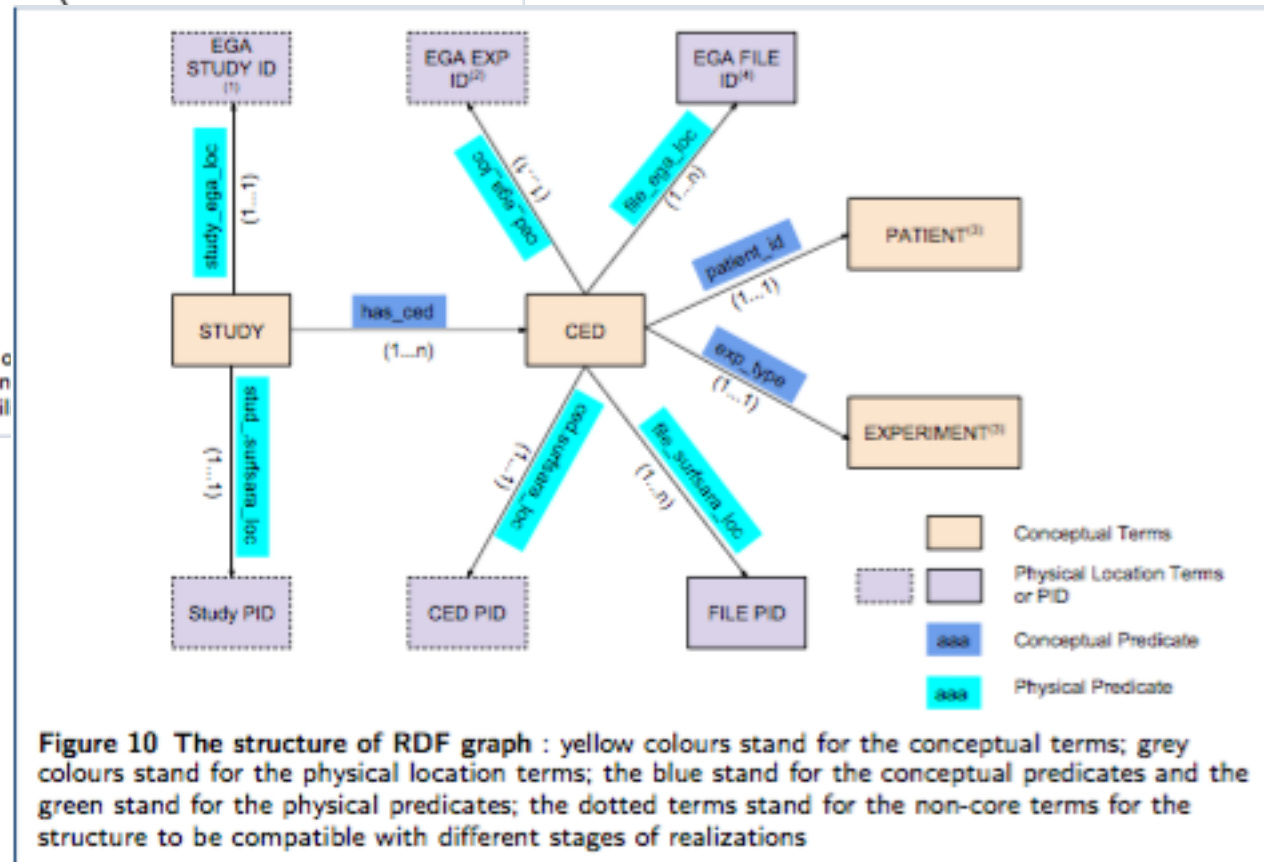 EGA
STUDY ID
(1)
EGA EXP
ID(2)
EGA FILE
ID(4)
study_ega_loc
(1...1)
ced_ega_loc
(1...1)
file_ega_loc
(1...n)
patient_id
(1...1)
PATIENT(3)
STUDY
has_ced
(1...n)
CED
exp_type
(1...1)
EXPERIMENT(3)
stud_surfsara_loc
(1...1)
ced_surfsara_loc
(1...1)
file_surfsara_loc
(1...n)
Study PID
CED PID
FILE PID
Conceptual Terms
Physical Location Terms
or PID
aaa Conceptual Predicate
aaa Physical Predicate
Figure 10 The structure of RDF graph : yellow colours stand for the conceptual terms; grey
colours stand for the physical location terms; the blue stand for the conceptual predicates and the
green stand for the physical predicates; the dotted terms stand for the non-core terms for the
structure to be compatible with different stages of realizations